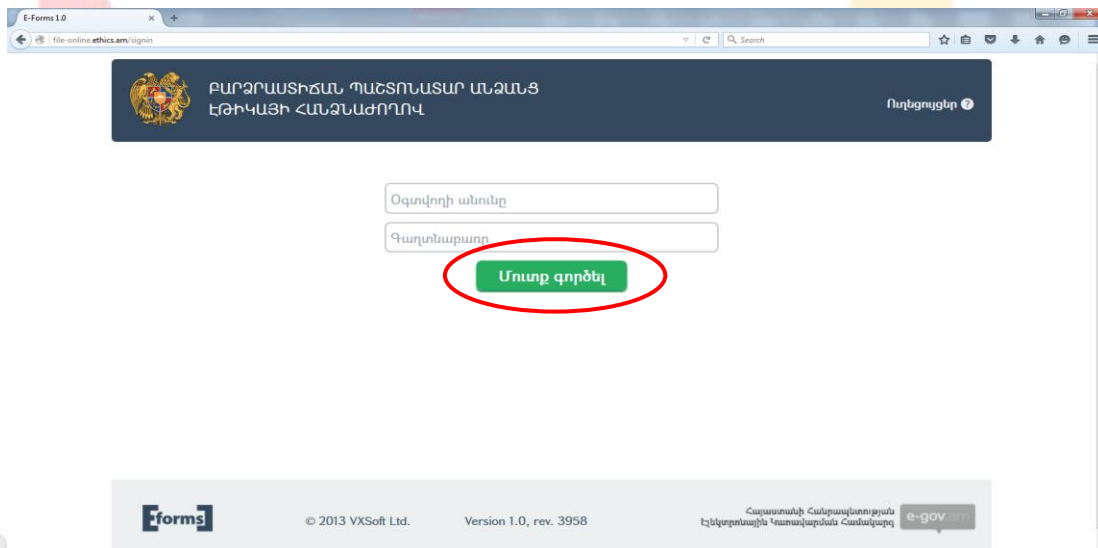 E-Forms 1.0
file-online.ethics.am/signin
Search
ԲԱՐՁՐԱՍՏԻՃԱՆ ՊԱՇՏՈՆԱՏԱՐ ԱՆՁԱՆՑ
ԷԹԻԿԱՅԻ ՀԱՆՁՆԱԺՈՂՈՎ
Ուղեցույցեր ?
Օգտվողի անունը
Գաղտնաբառը
Մուտք գործել
Eforms
© 2013 VXSoft Ltd.
Version 1.0, rev. 3958
Հայաստանի Հանրապետության
Էլեկտրոնային Կառավարման Համակարգ
e-gov.am